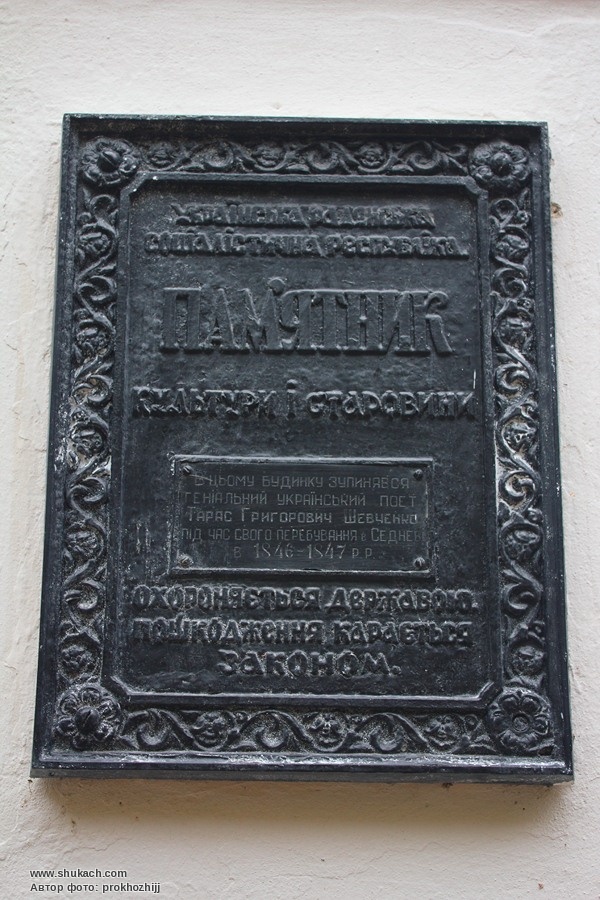 Українська радянська
соціалістична республіка
ПАМ'ЯТНИК
культури і старовини
В цьому будинку зупинявся
геніальний український поет
Тарас Григорович Шевченко
під час свого перебування в Седневі
в 1846-1847 р.р.
охороняється державою.
пошкодження карається
законом.
www.shukach.com
Автор фото: prokhozhijj